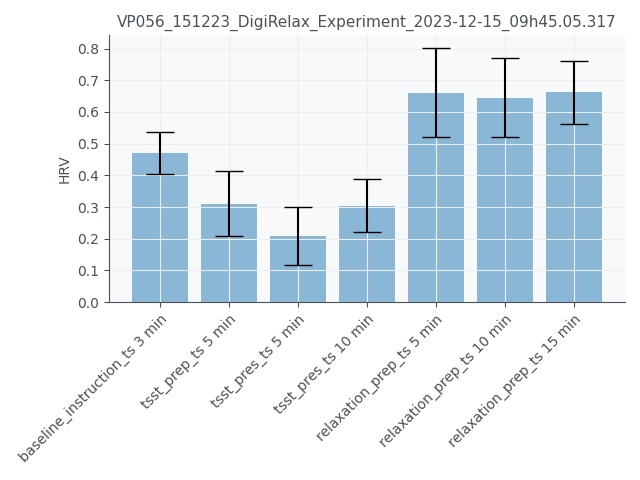 VP056_151223_DigiRelax_Experiment_2023-12-15_09h45.05.317
HRV
0.8
0.7
0.6
0.5
0.4
0.3
0.2
0.1
0.0
baseline_instruction_ts 3 min
tsst_prep_ts 5 min
tsst_pres_ts 5 min
tsst_pres_ts 10 min
relaxation_prep_ts 5 min
relaxation_prep_ts 10 min
relaxation_prep_ts 15 min